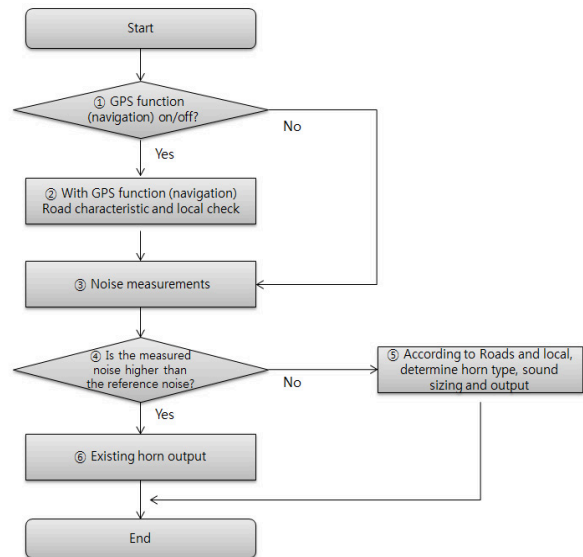 Start
① GPS function
(navigation) on/off?
No
Yes
② With GPS function (navigation)
Road characteristic and local check
③ Noise measurements
④ Is the measured
noise higher than
the reference noise?
No
⑤ According to Roads and local,
determine horn type, sound
sizing and output
Yes
⑥ Existing horn output
End